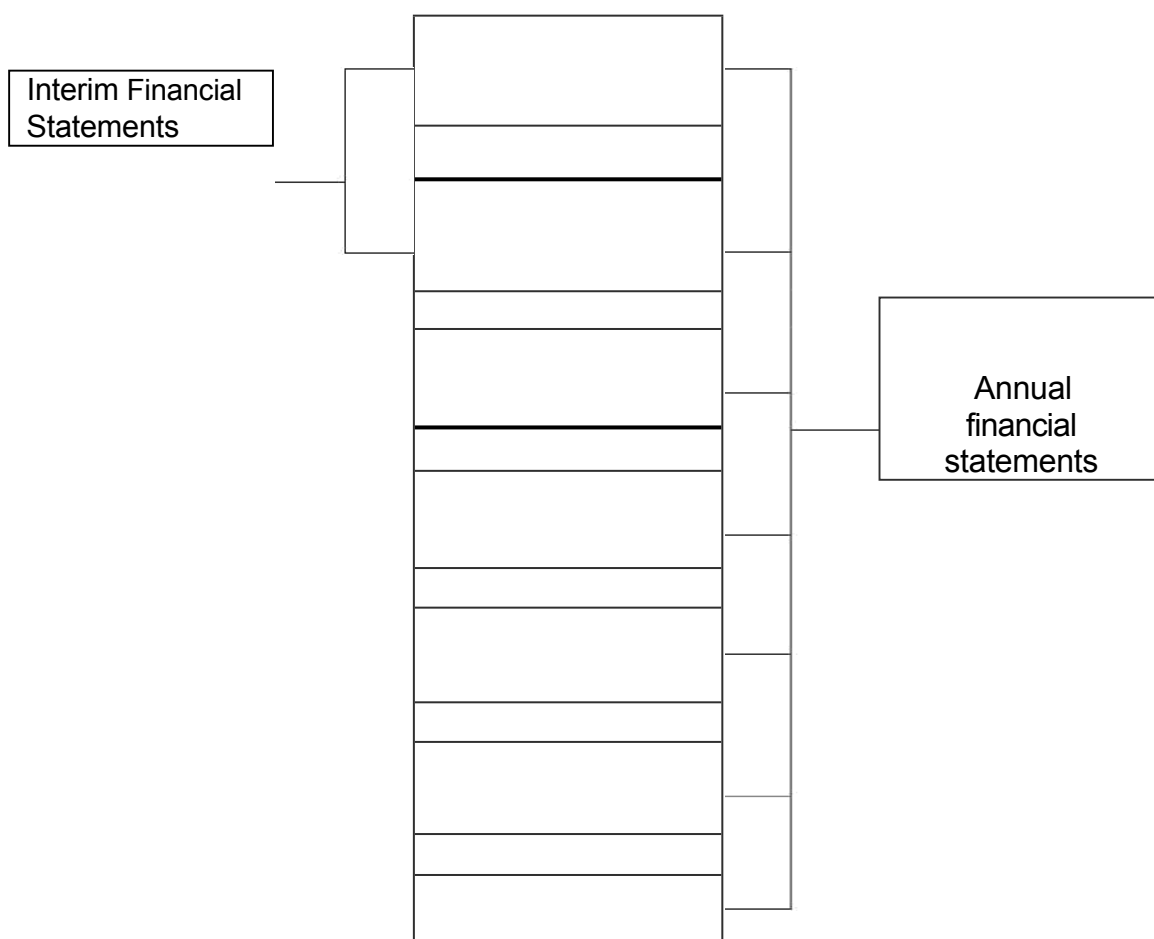 Interim Financial
Statements
Annual
financial
statements